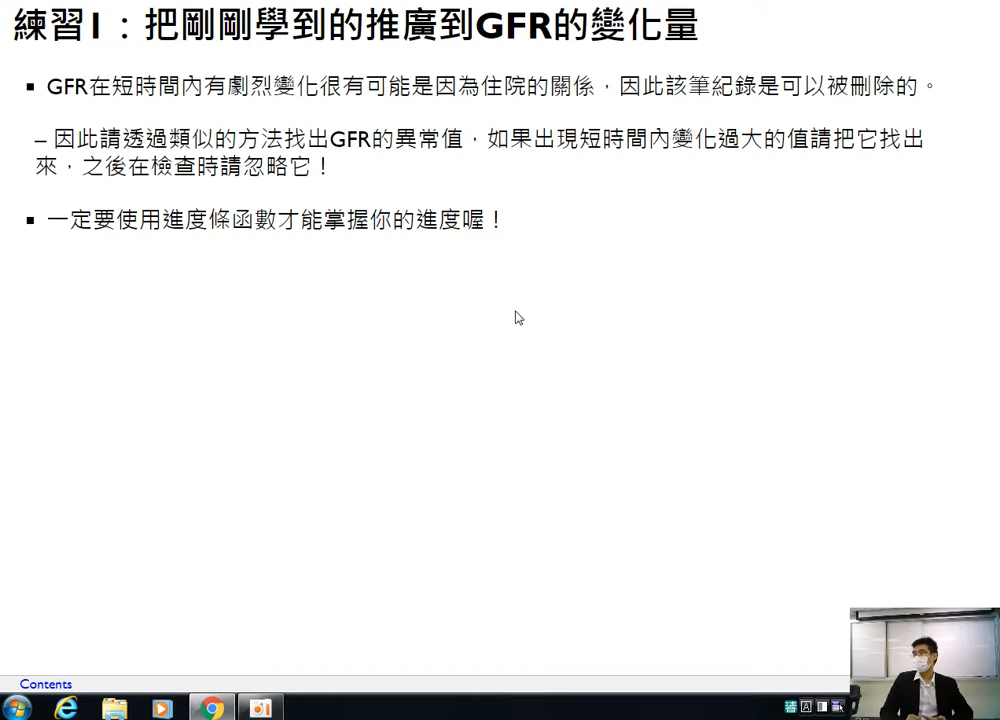 練習1：把剛剛學到的推廣到GFR的變化量
▪ GFR在短時間內有劇烈變化很有可能是因為住院的關係，因此該筆紀錄是可以被刪除的。
– 因此請透過類似的方法找出GFR的異常值，如果出現短時間內變化過大的值請把它找出
來，之後在檢查時請忽略它！
▪ 一定要使用進度條函數才能掌握你的進度喔！
Contents